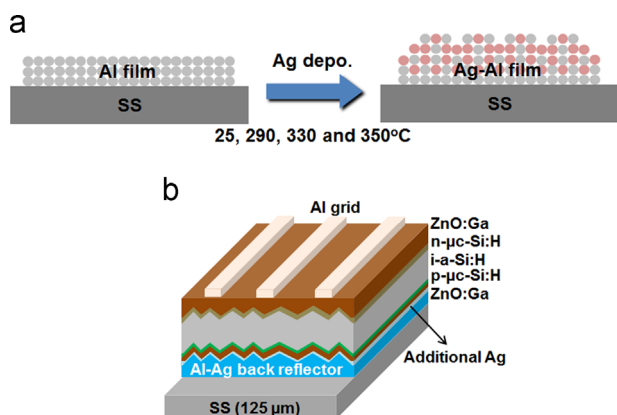 a
Al film
SS
Ag depo.
25, 290, 330 and 350°C
Ag-Al film
SS
b
Al grid
ZnO:Ga
n-µc-Si:H
i-a-Si:H
p-µc-Si:H
ZnO:Ga
Additional Ag
Al-Ag back reflector
SS (125 µm)